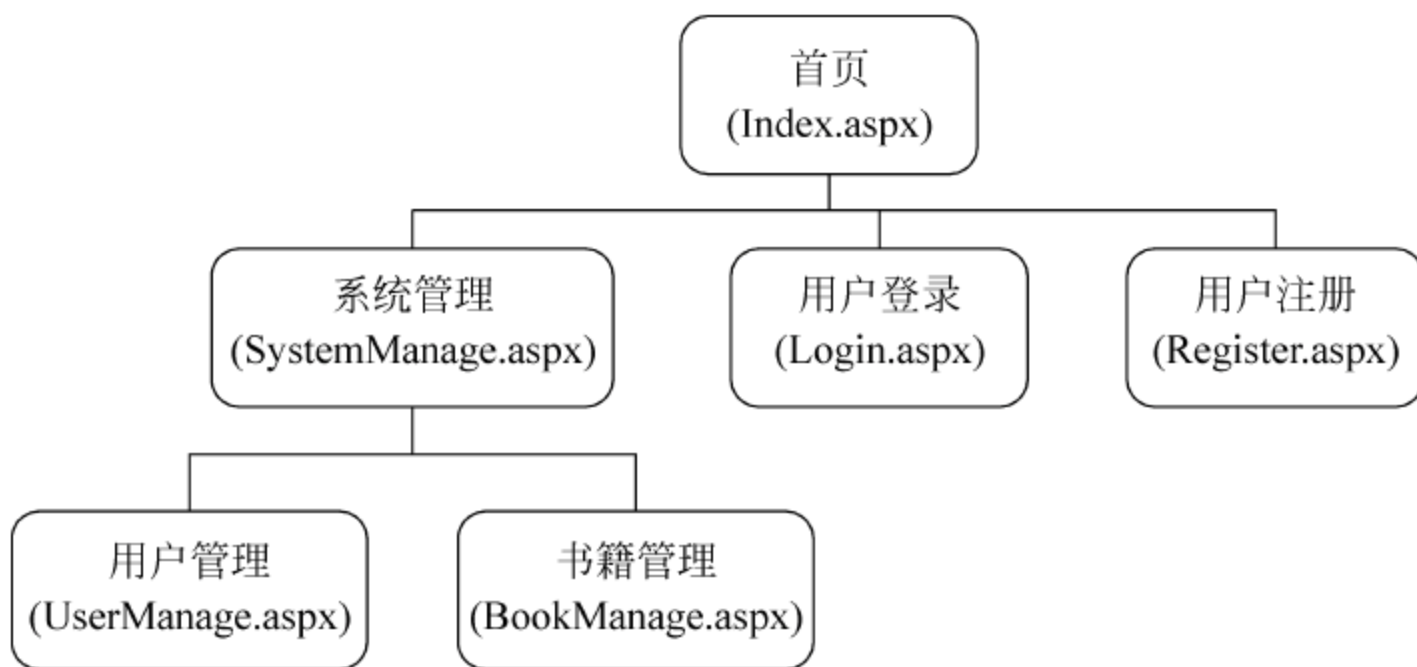 首页
(Index.aspx)
系统管理
(SystemManage.aspx)
用户登录
(Login.aspx)
用户注册
(Register.aspx)
用户管理
(UserManage.aspx)
书籍管理
(BookManage.aspx)